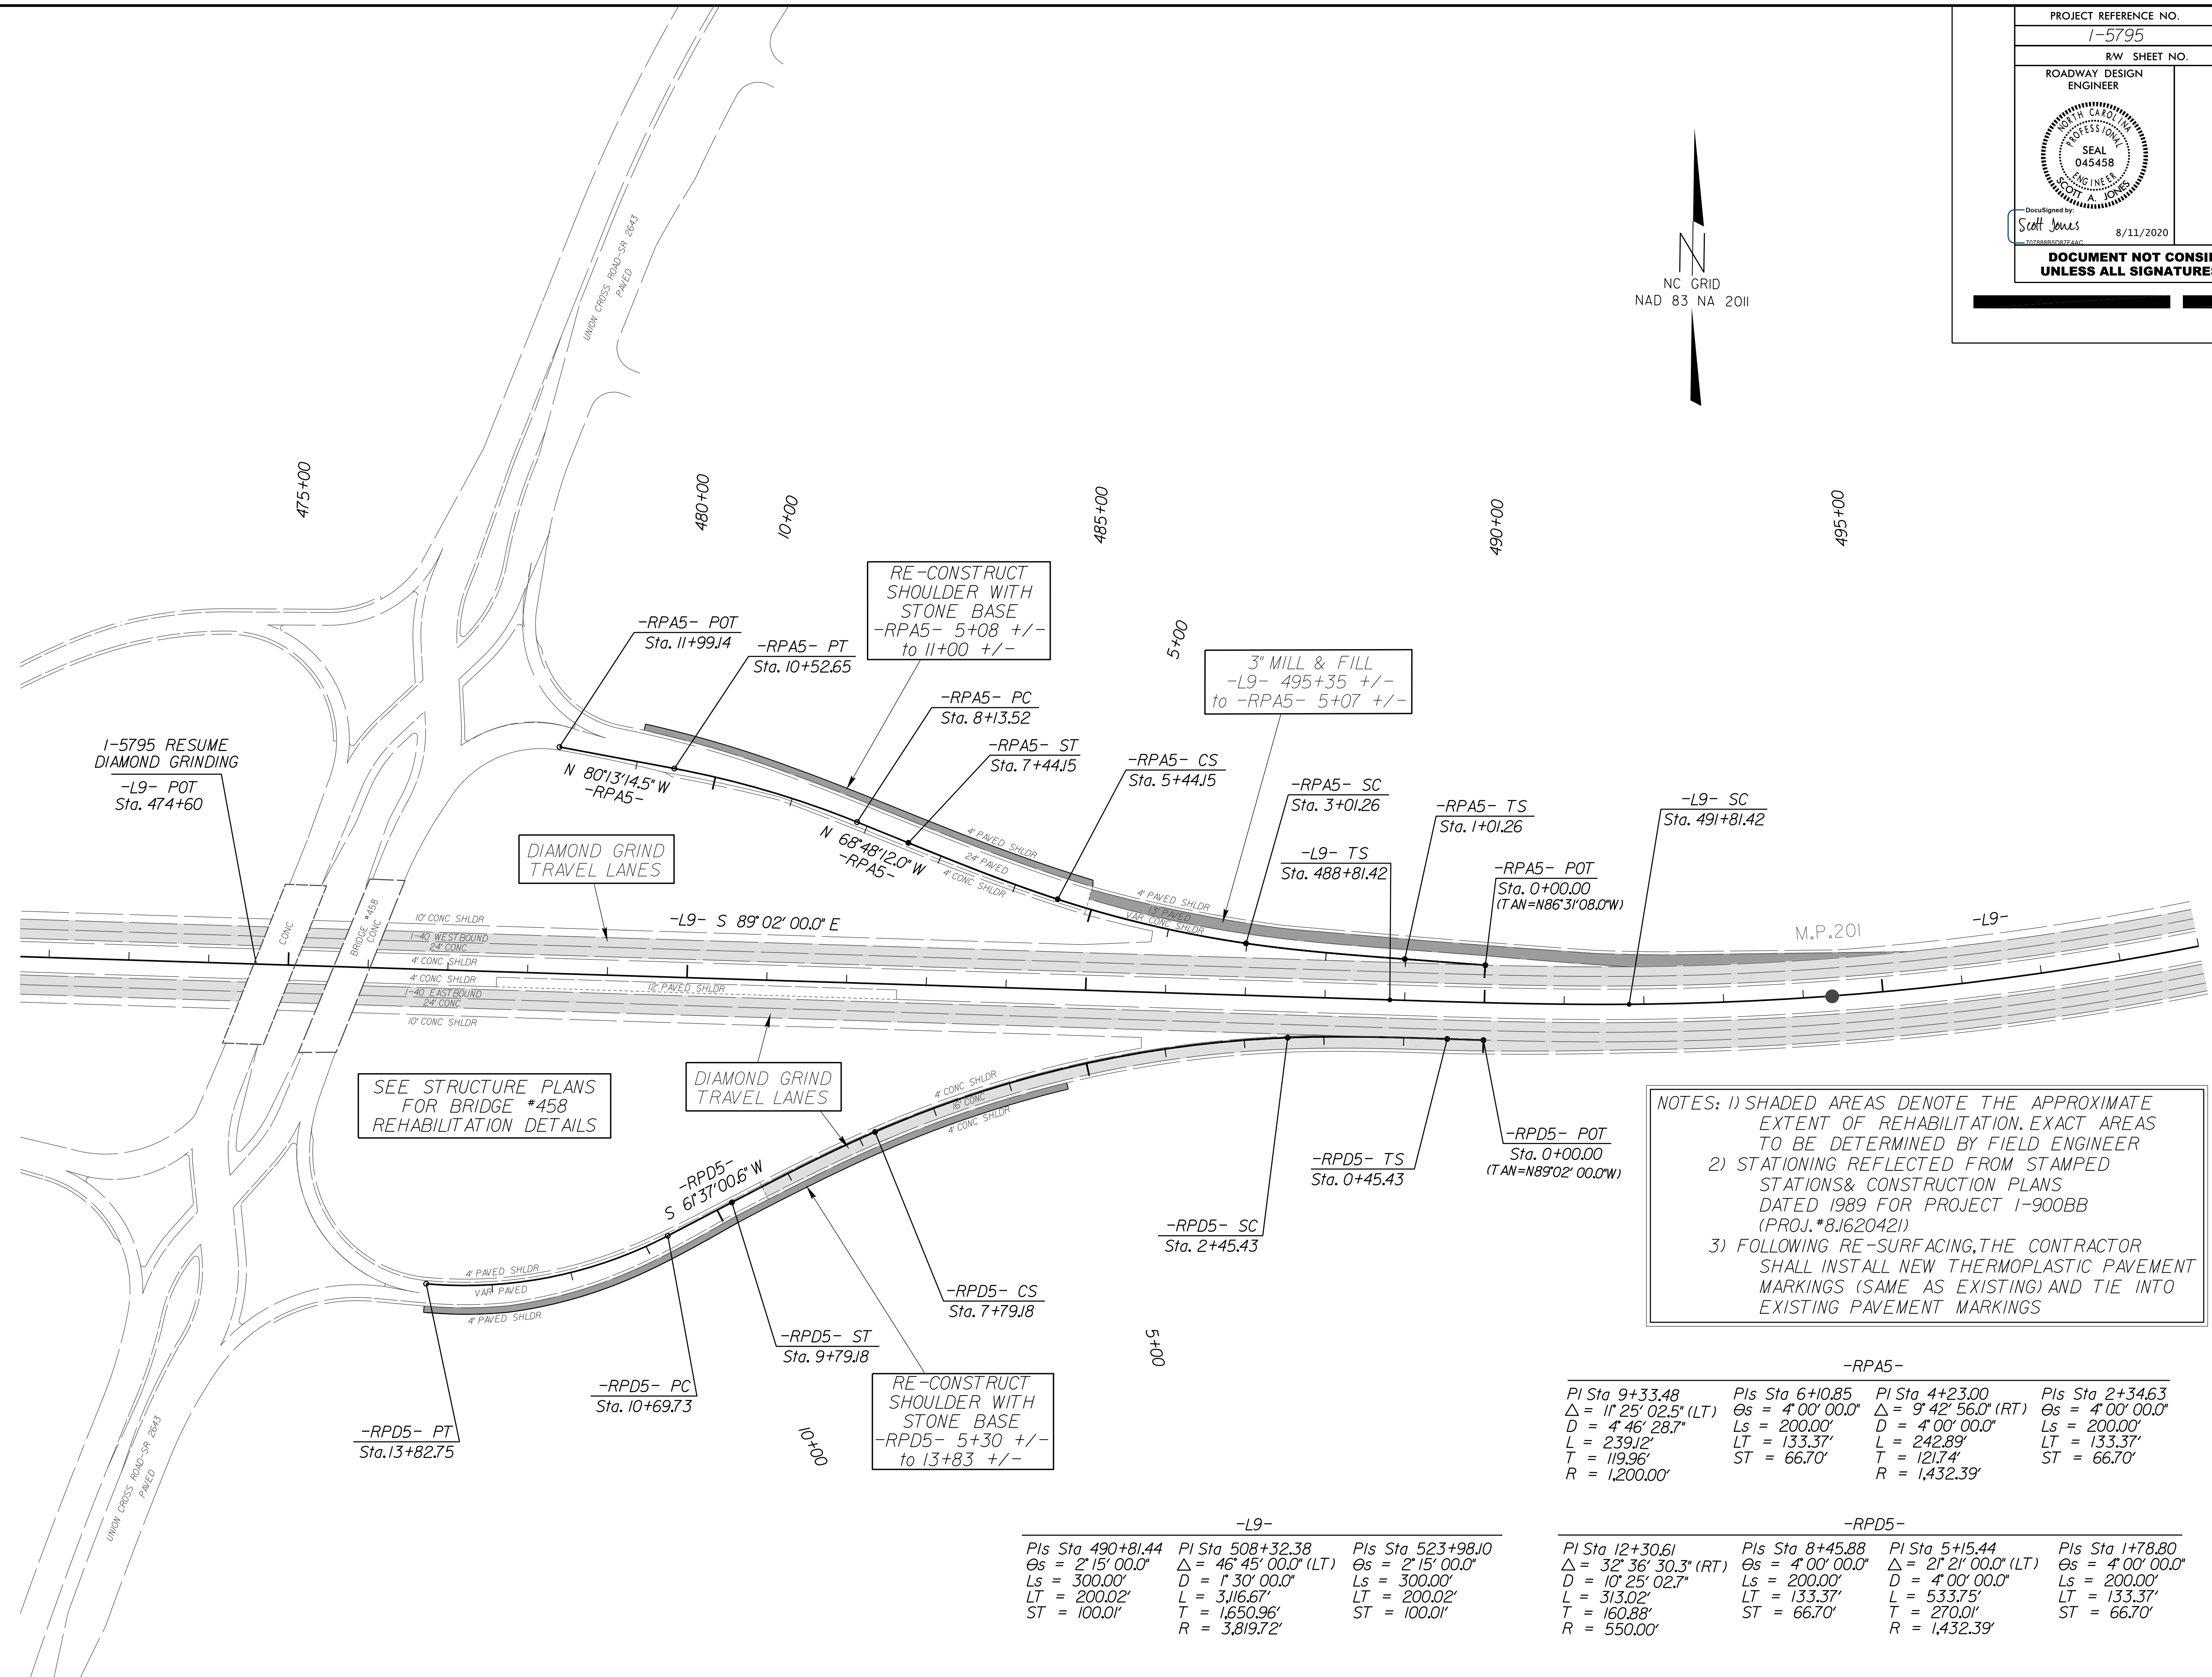 PROJECT REFERENCE NO.
I-5795
R/W SHEET NO.
ROADWAY DESIGN
ENGINEER
NORTH CAROLINA
PROFESSIONAL
SEAL
045458
ENGINEER
SCOTT A. JONES
DocuSigned by:
Scott Jones
8/11/2020
707888B5D87F4AC
DOCUMENT NOT CONSI
UNLESS ALL SIGNATURES
N
NC GRID
NAD 83 NA 2011
UNION CROSS ROAD-SR 2643
PAVED
475+00
480+00
10+00
485+00
490+00
495+00
5+00
RE-CONSTRUCT
SHOULDER WITH
STONE BASE
-RPA5- 5+08 +/-
to 11+00 +/-
3" MILL & FILL
-L9- 495+35 +/-
to -RPA5- 5+07 +/-
-RPA5- POT
Sta. 11+99.14
-RPA5- PT
Sta. 10+52.65
-RPA5- PC
Sta. 8+13.52
-RPA5- ST
Sta. 7+44.15
-RPA5- CS
Sta. 5+44.15
-RPA5- SC
Sta. 3+01.26
-RPA5- TS
Sta. 1+01.26
-L9- TS
Sta. 488+81.42
-RPA5- POT
Sta. 0+00.00
(TAN=N86°31'08.0"W)
-L9- SC
Sta. 491+81.42
I-5795 RESUME
DIAMOND GRINDING
-L9- POT
Sta. 474+60
N 80°13'14.5" W
-RPA5-
N 68°48'12.0" W
-RPA5-
4' PAVED SHLDR
24' PAVED
4' CONC SHLDR
4' PAVED SHLDR
13' PAVED
VAR CONC SHLDR
DIAMOND GRIND
TRAVEL LANES
M.P.201
-L9-
-L9- S 89°02'00.0" E
10' CONC SHLDR
I-40 WESTBOUND
24' CONC
4' CONC SHLDR
4' CONC SHLDR
12' PAVED SHLDR
I-40 EASTBOUND
24' CONC
10' CONC SHLDR
CONC
BRIDGE #458
CONC
SEE STRUCTURE PLANS
FOR BRIDGE #458
REHABILITATION DETAILS
DIAMOND GRIND
TRAVEL LANES
4' CONC SHLDR
16' CONC
4' CONC SHLDR
-RPD5-
S 61°37'00.6" W
4' PAVED SHLDR
VAR PAVED
4' PAVED SHLDR
-RPD5- POT
Sta. 0+00.00
(TAN=N89°02'00.0"W)
-RPD5- TS
Sta. 0+45.43
-RPD5- SC
Sta. 2+45.43
-RPD5- CS
Sta. 7+79.18
-RPD5- ST
Sta. 9+79.18
-RPD5- PC
Sta. 10+69.73
-RPD5- PT
Sta.13+82.75
RE-CONSTRUCT
SHOULDER WITH
STONE BASE
-RPD5- 5+30 +/-
to 13+83 +/-
5+00
10+00
UNION CROSS ROAD-SR 2643
PAVED
NOTES: 1) SHADED AREAS DENOTE THE APPROXIMATE
EXTENT OF REHABILITATION. EXACT AREAS
TO BE DETERMINED BY FIELD ENGINEER
2) STATIONING REFLECTED FROM STAMPED
STATIONS& CONSTRUCTION PLANS
DATED 1989 FOR PROJECT I-900BB
(PROJ.#8.1620421)
3) FOLLOWING RE-SURFACING,THE CONTRACTOR
SHALL INSTALL NEW THERMOPLASTIC PAVEMENT
MARKINGS (SAME AS EXISTING) AND TIE INTO
EXISTING PAVEMENT MARKINGS
-RPA5-
PI Sta 9+33.48 PIs Sta 6+10.85 PI Sta 4+23.00 PIs Sta 2+34.63
Δ = 11°25'02.5" (LT) Θs = 4°00'00.0" Δ = 9°42'56.0" (RT) Θs = 4°00'00.0"
D = 4°46'28.7" Ls = 200.00' D = 4°00'00.0" Ls = 200.00'
L = 239.12' LT = 133.37' L = 242.89' LT = 133.37'
T = 119.96' ST = 66.70' T = 121.74' ST = 66.70'
R = 1,200.00' R = 1,432.39'
-L9-
PIs Sta 490+81.44 PI Sta 508+32.38 PIs Sta 523+98.10
Θs = 2°15'00.0" Δ = 46°45'00.0" (LT) Θs = 2°15'00.0"
Ls = 300.00' D = 1°30'00.0" Ls = 300.00'
LT = 200.02' L = 3,116.67' LT = 200.02'
ST = 100.01' T = 1,650.96' ST = 100.01'
R = 3,819.72'
-RPD5-
PI Sta 12+30.61 PIs Sta 8+45.88 PI Sta 5+15.44 PIs Sta 1+78.80
Δ = 32°36'30.3" (RT) Θs = 4°00'00.0" Δ = 21°21'00.0" (LT) Θs = 4°00'00.0"
D = 10°25'02.7" Ls = 200.00' D = 4°00'00.0" Ls = 200.00'
L = 313.02' LT = 133.37' L = 533.75' LT = 133.37'
T = 160.88' ST = 66.70' T = 270.01' ST = 66.70'
R = 550.00' R = 1,432.39'